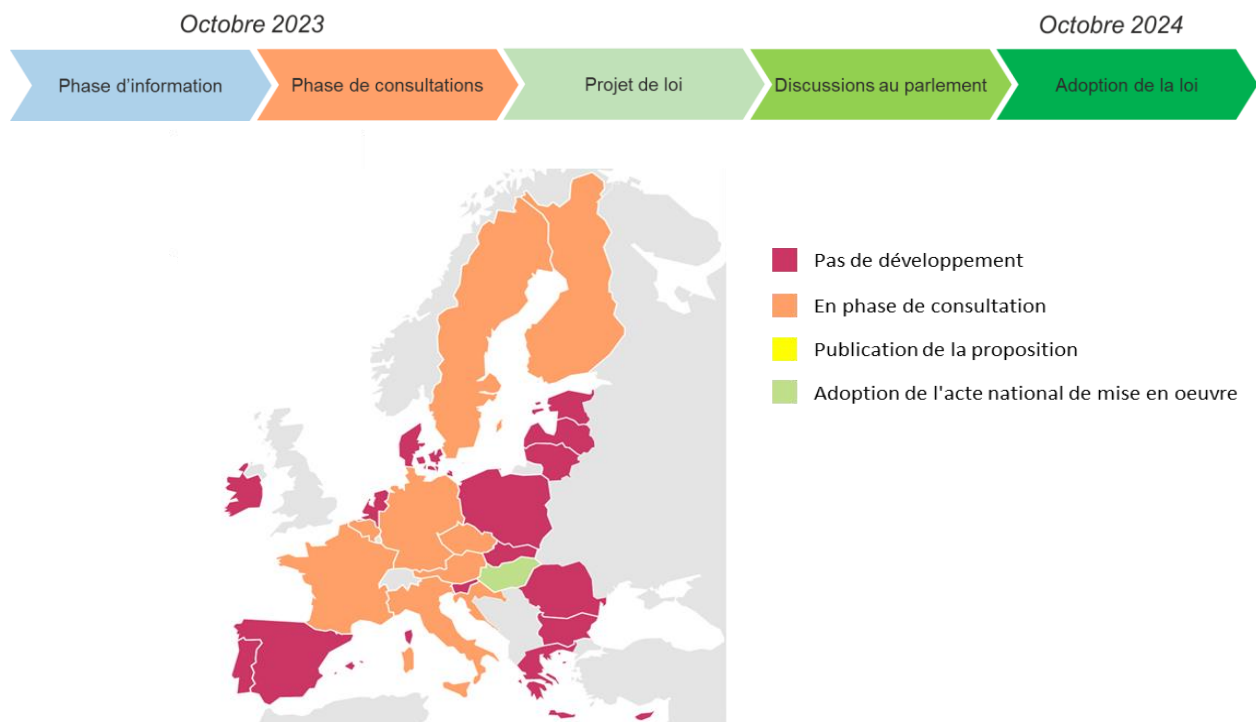 Octobre 2023
Octobre 2024
Phase d'information
Phase de consultations
Projet de loi
Discussions au parlement
Adoption de la loi
Pas de développement
En phase de consultation
Publication de la proposition
Adoption de l'acte national de mise en oeuvre